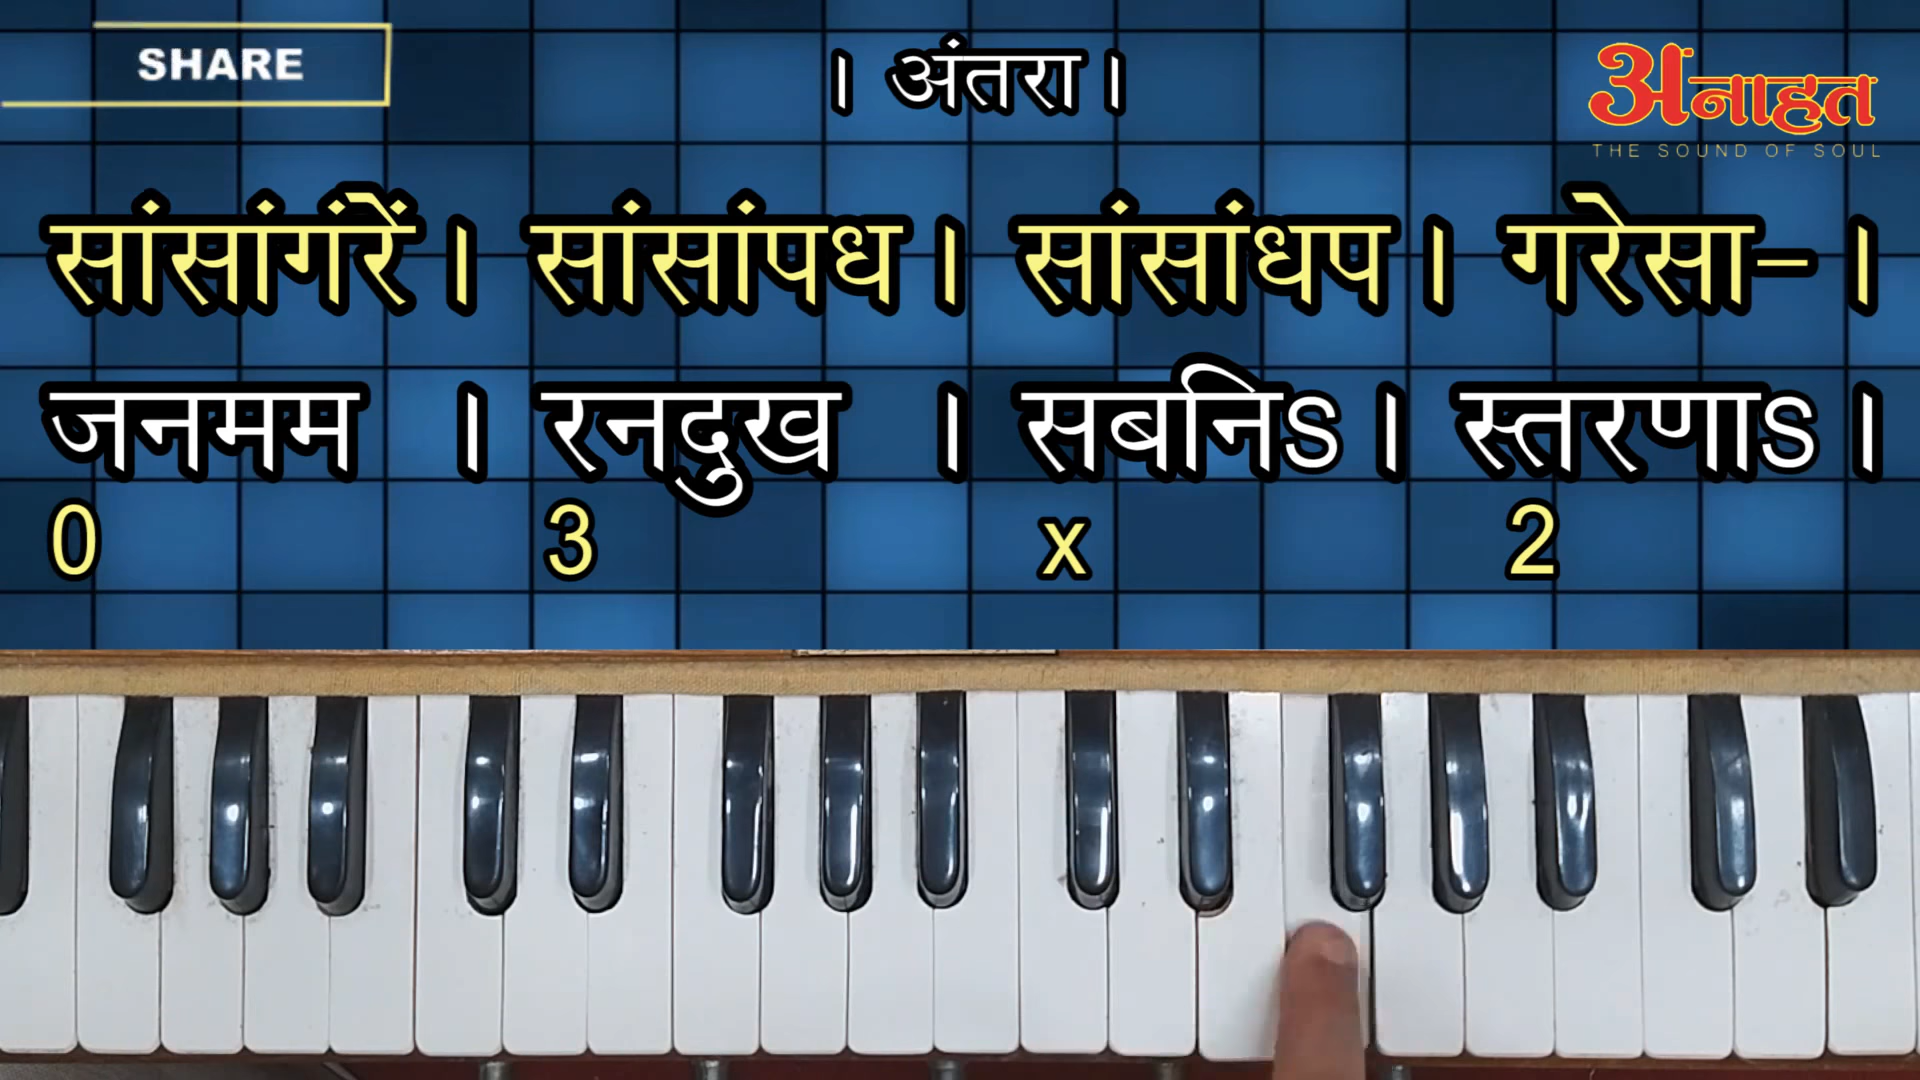 SHARE
। अंतरा ।
अनाहत
THE SOUND OF SOUL
सांसांगंरें । सांसांपध । सांसांधप । गरेसा- ।
जनमम । रनदुख । सबनिऽ । स्तरणाऽ ।
0 3 x 2